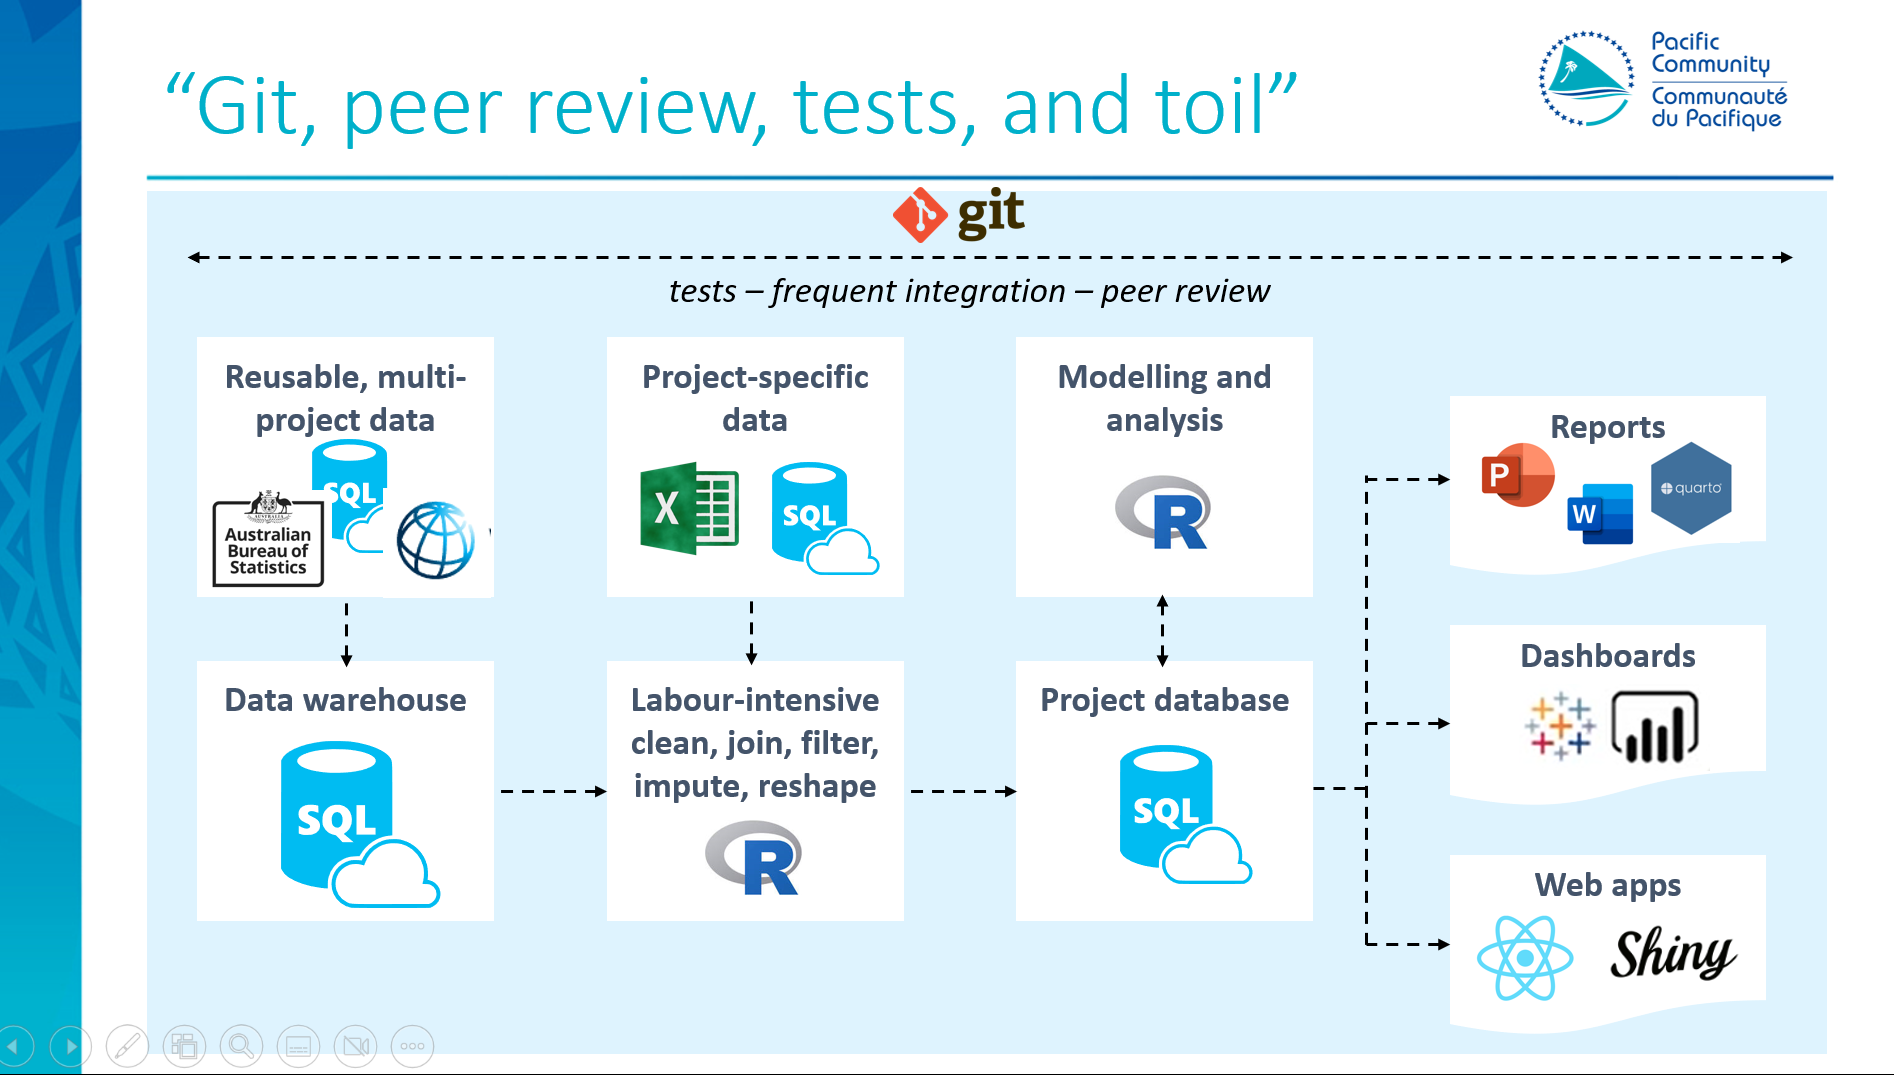 “Git, peer review, tests, and toil”
Pacific
Community
Communauté
du Pacifique
git
tests – frequent integration – peer review
Reusable, multi-
project data
SQL
AUSTRALIA
Australian
Bureau of
Statistics
Project-specific
data
X
SQL
Modelling and
analysis
R
Reports
P
W
quarto
Data warehouse
SQL
Labour-intensive
clean, join, filter,
impute, reshape
R
Project database
SQL
Dashboards
Web apps
Shiny